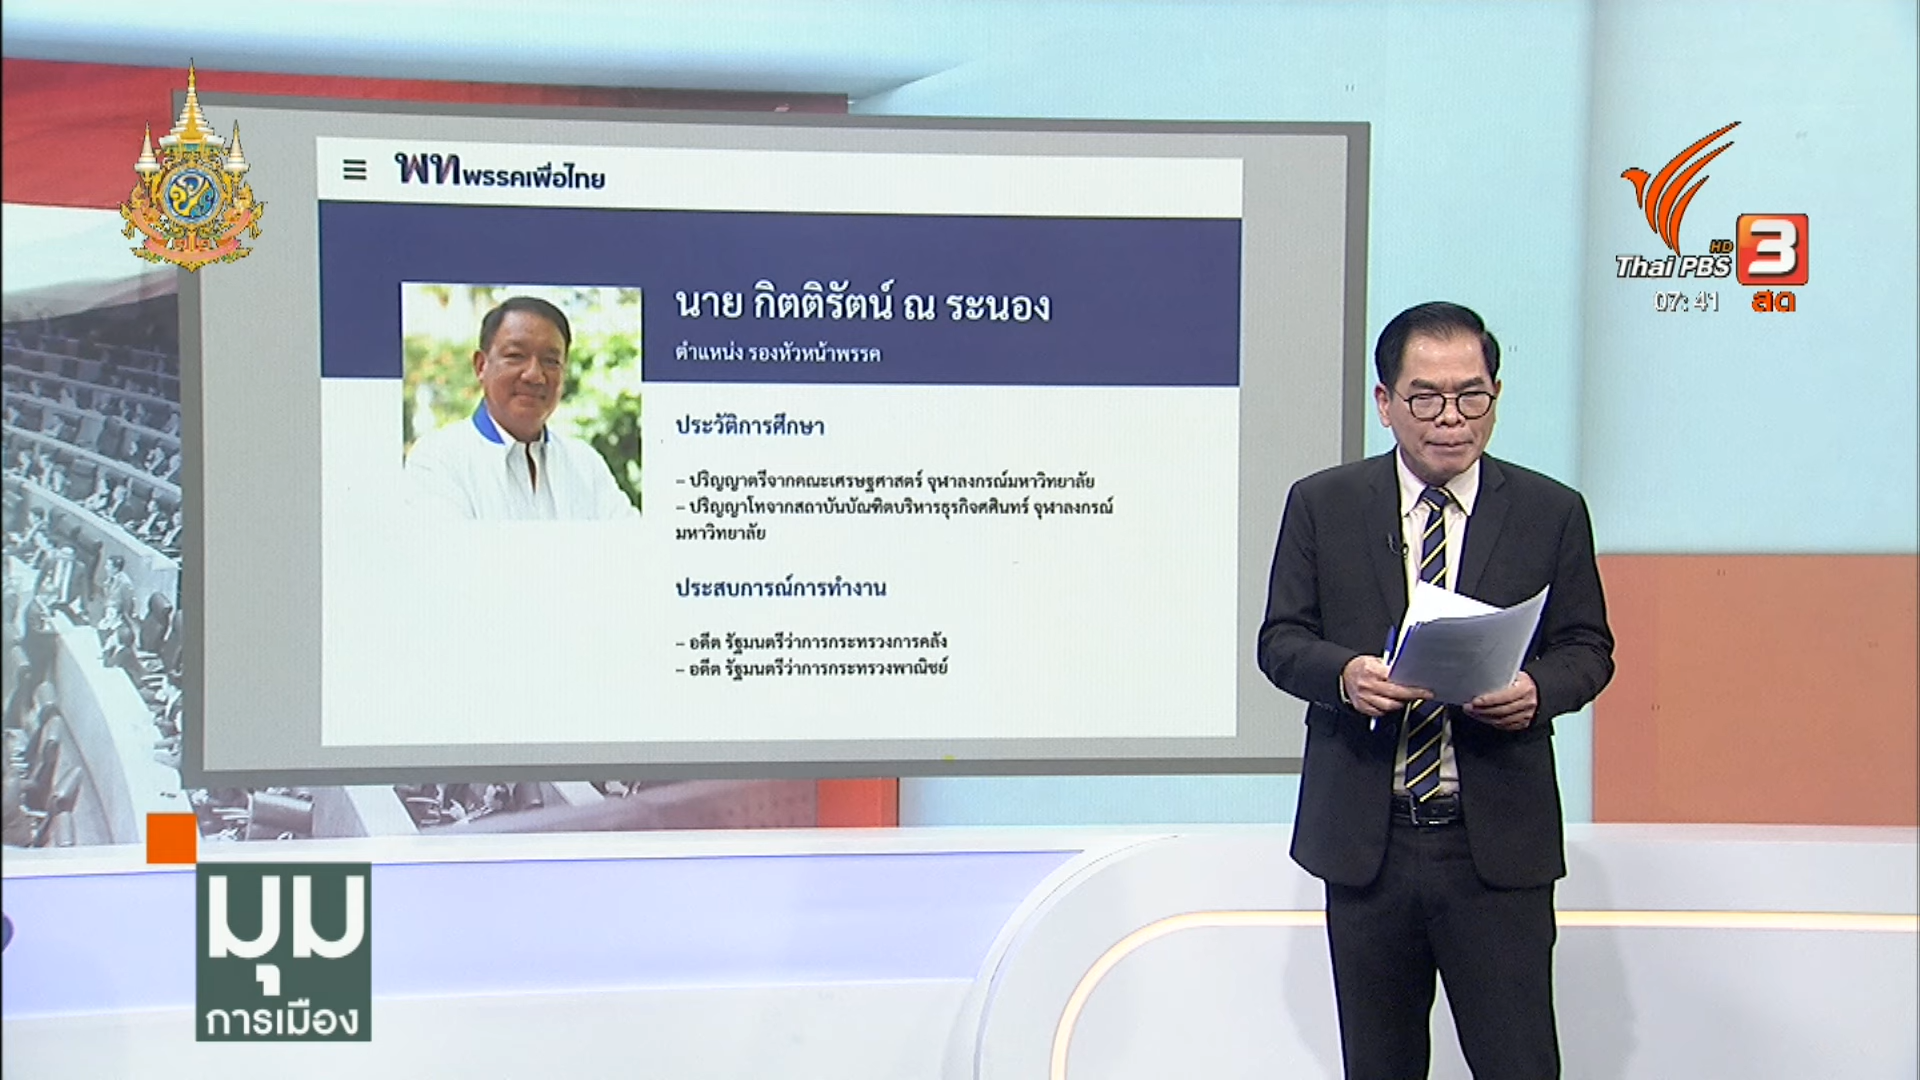 พท พรรคเพื่อไทย
นาย กิตติรัตน์ ณ ระนอง
ตำแหน่ง รองหัวหน้าพรรค
ประวัติการศึกษา
– ปริญญาตรีจากคณะเศรษฐศาสตร์ จุฬาลงกรณ์มหาวิทยาลัย
– ปริญญาโทจากสถาบันบัณฑิตบริหารธุรกิจศศินทร์ จุฬาลงกรณ์
มหาวิทยาลัย
ประสบการณ์การทำงาน
– อดีต รัฐมนตรีว่าการกระทรวงการคลัง
– อดีต รัฐมนตรีว่าการกระทรวงพาณิชย์
HD
Thai PBS 3
07:41 สด
มุม
การเมือง